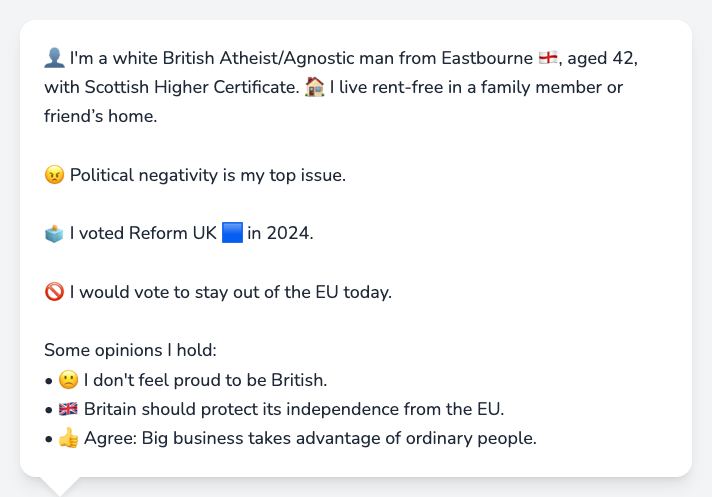 👤 I'm a white British Atheist/Agnostic man from Eastbourne 🏴󠁧󠁢󠁥󠁮󠁧󠁿, aged 42,
with Scottish Higher Certificate. 🏠 I live rent-free in a family member or
friend’s home.
😠 Political negativity is my top issue.
🗳️ I voted Reform UK 🟦 in 2024.
🚫 I would vote to stay out of the EU today.
Some opinions I hold:
• 🙁 I don't feel proud to be British.
• 🇬🇧 Britain should protect its independence from the EU.
• 👍 Agree: Big business takes advantage of ordinary people.